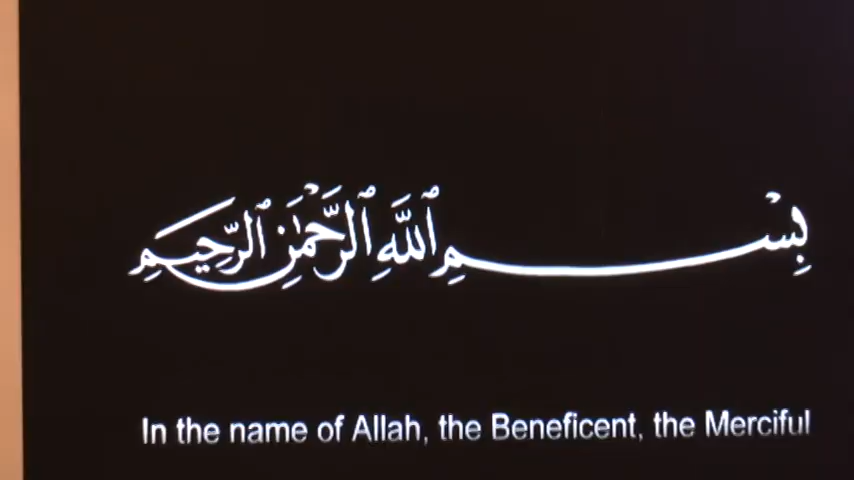 بِسْمِ ٱللَّهِ ٱلرَّحْمَٰنِ ٱلرَّحِيمِ
In the name of Allah, the Beneficent, the Merciful